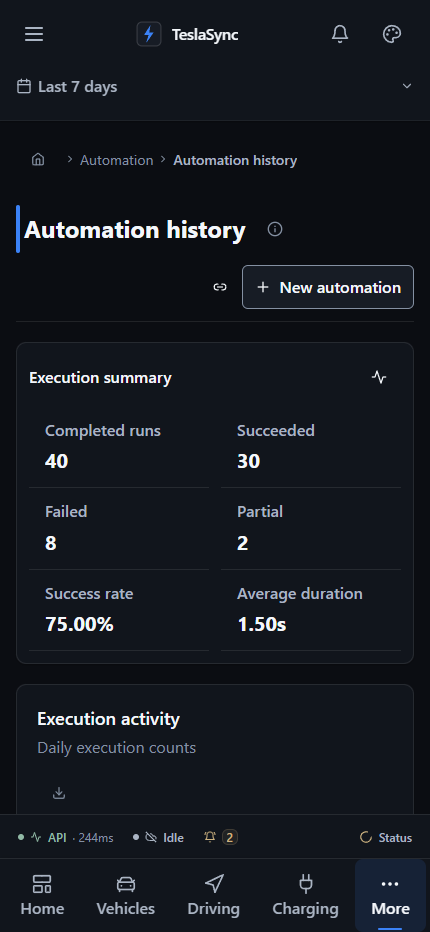 TeslaSync
Last 7 days
Automation
Automation history
Automation history
New automation
Execution summary
Completed runs
Succeeded
40
30
Failed
Partial
8
2
Success rate
Average duration
75.00%
1.50s
Execution activity
Daily execution counts
API · 244ms
Idle
2
Status
Home
Vehicles
Driving
Charging
More